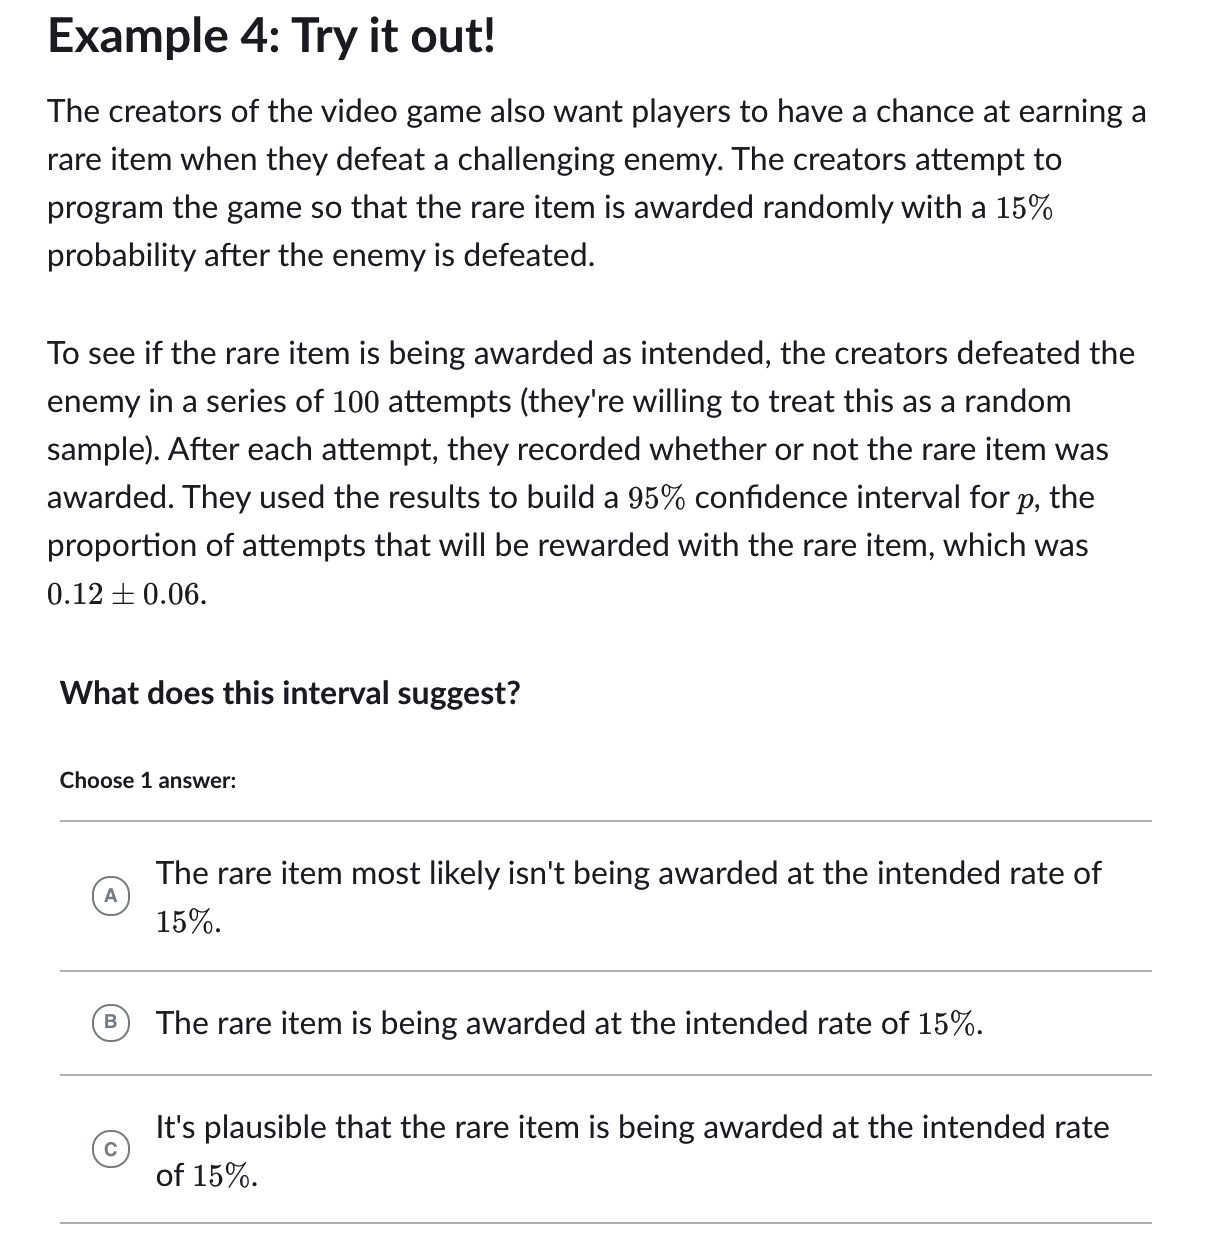 Example 4: Try it out!
The creators of the video game also want players to have a chance at earning a
rare item when they defeat a challenging enemy. The creators attempt to
program the game so that the rare item is awarded randomly with a 15%
probability after the enemy is defeated.
To see if the rare item is being awarded as intended, the creators defeated the
enemy in a series of 100 attempts (they're willing to treat this as a random
sample). After each attempt, they recorded whether or not the rare item was
awarded. They used the results to build a 95% confidence interval for p, the
proportion of attempts that will be rewarded with the rare item, which was
0.12 ± 0.06.
What does this interval suggest?
Choose 1 answer:
A The rare item most likely isn't being awarded at the intended rate of
15%.
B The rare item is being awarded at the intended rate of 15%.
C It's plausible that the rare item is being awarded at the intended rate
of 15%.